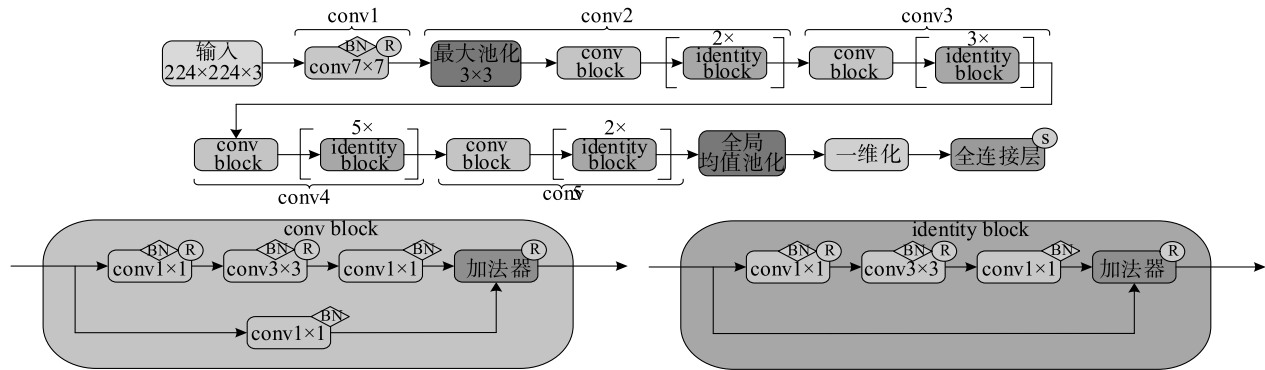 conv1
conv2
conv3
输入
224×224×3
BN
R
conv7×7
最大池化
3×3
conv
block
2×
identity
block
conv
block
3×
identity
block
conv
block
5×
identity
block
conv
block
2×
identity
block
全局
均值池化
一维化
全连接层
S
conv4
conv5
conv block
BN
R
conv1×1
BN
R
conv3×3
BN
conv1×1
加法器
R
BN
conv1×1
identity block
BN
R
conv1×1
BN
R
conv3×3
BN
conv1×1
加法器
R